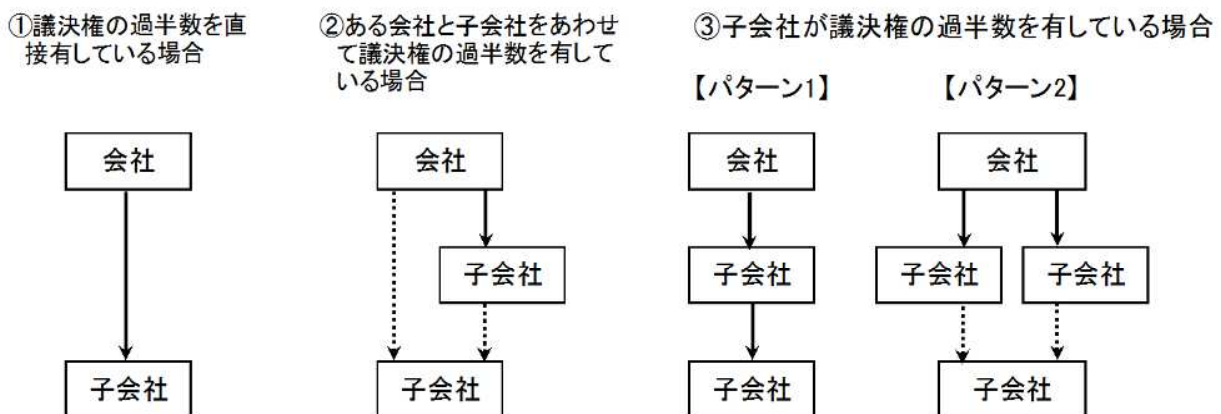 ①議決権の過半数を直
接有している場合
②ある会社と子会社をあわせ
て議決権の過半数を有して
いる場合
③子会社が議決権の過半数を有している場合
【パターン1】
【パターン2】
会社
会社
会社
会社
子会社
子会社
子会社
子会社
子会社
子会社
子会社
子会社